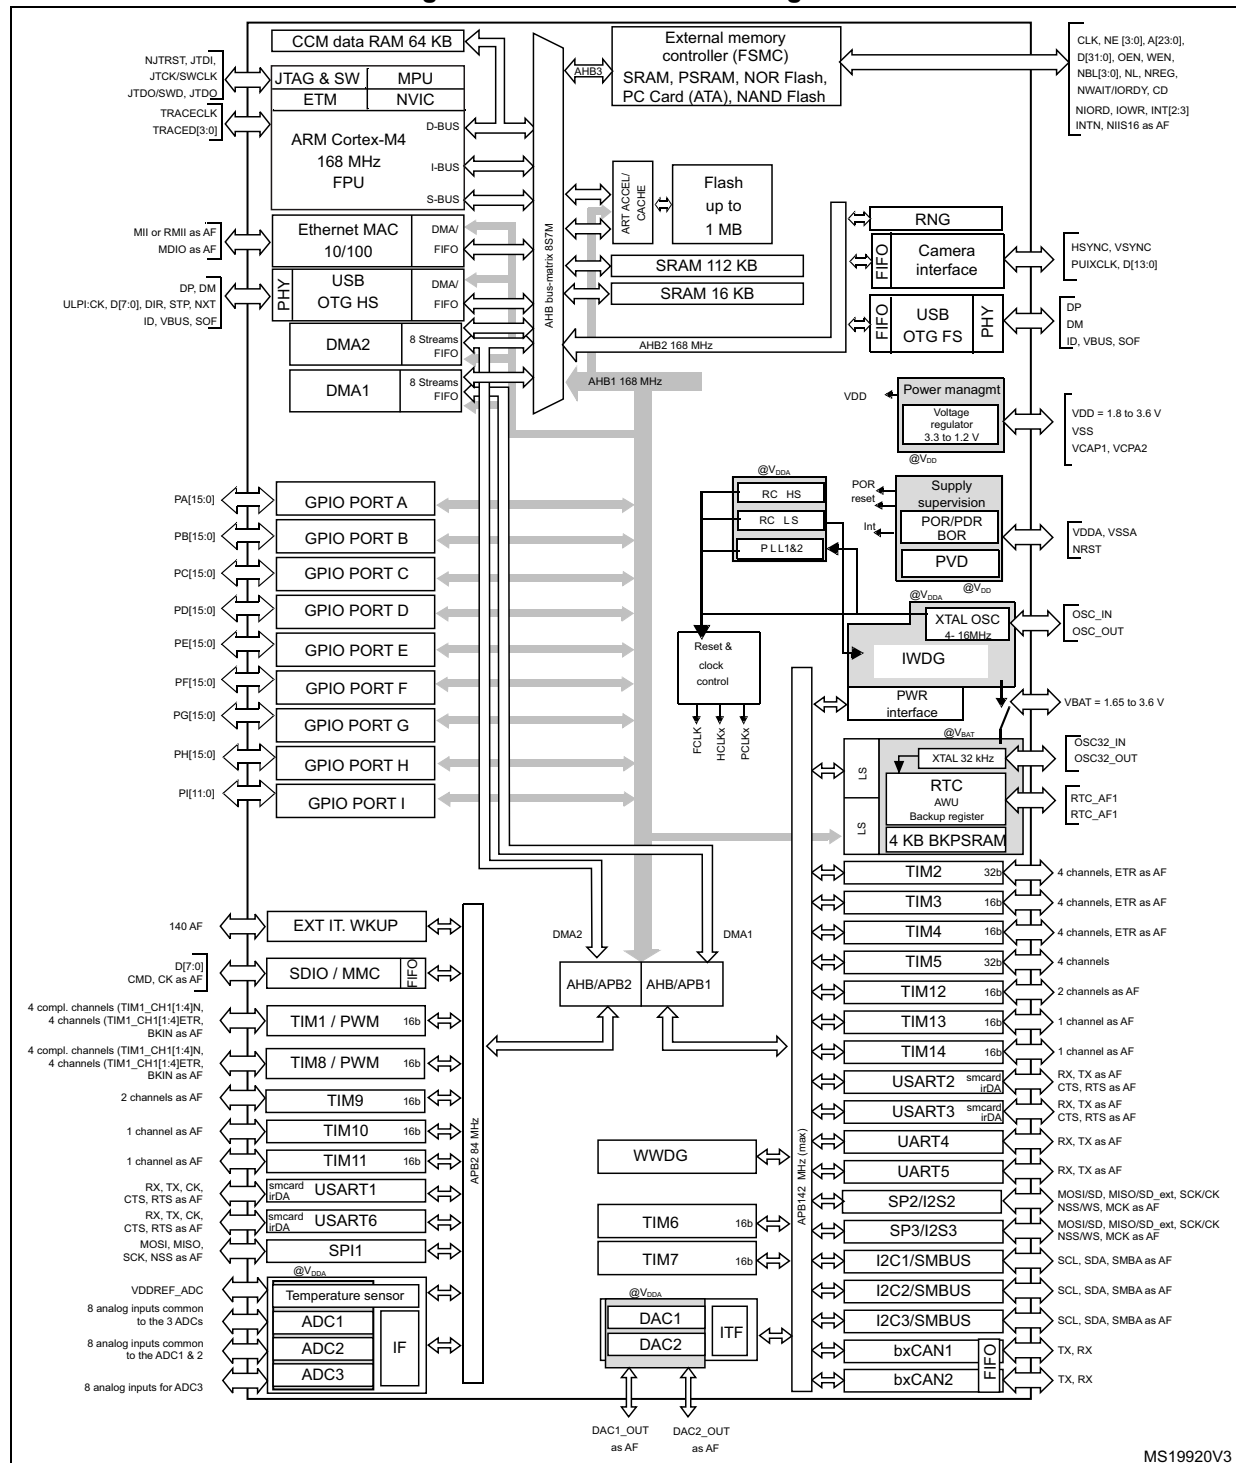 CCM data RAM 64 KB
External memory
controller (FSMC)
SRAM, PSRAM, NOR Flash,
PC Card (ATA), NAND Flash
CLK, NE [3:0], A[23:0],
D[31:0], OEN, WEN,
NBL[3:0], NL, NREG,
NWAIT/IORDY, CD
NIORD, IOWR, INT[2:3]
INTN, NIIS16 as AF
NJTRST, JTDI,
JTCK/SWCLK
JTDO/SWD, JTDO
TRACECLK
TRACED[3:0]
JTAG & SW
MPU
ETM
NVIC
ARM Cortex-M4
168 MHz
FPU
D-BUS
I-BUS
S-BUS
AHB3
AHB bus-matrix 8S7M
ART ACCEL/
CACHE
Flash
up to
1 MB
SRAM 112 KB
SRAM 16 KB
MII or RMII as AF
MDIO as AF
Ethernet MAC
10/100
DMA/
FIFO
DP, DM
ULPI:CK, D[7:0], DIR, STP, NXT
ID, VBUS, SOF
PHY
USB
OTG HS
DMA/
FIFO
DMA2
8 Streams
FIFO
DMA1
8 Streams
FIFO
RNG
FIFO
Camera
interface
HSYNC, VSYNC
PUIXCLK, D[13:0]
FIFO
USB
OTG FS
PHY
DP
DM
ID, VBUS, SOF
AHB2 168 MHz
AHB1 168 MHz
VDD
Power managmt
Voltage
regulator
3.3 to 1.2 V
@VDD
VDD = 1.8 to 3.6 V
VSS
VCAP1, VCPA2
@VDDA
RC HS
RC LS
PLL1&2
POR
reset
Int
Supply
supervision
POR/PDR
BOR
PVD
@VDD
VDDA, VSSA
NRST
PA[15:0]
GPIO PORT A
PB[15:0]
GPIO PORT B
PC[15:0]
GPIO PORT C
PD[15:0]
GPIO PORT D
PE[15:0]
GPIO PORT E
PF[15:0]
GPIO PORT F
PG[15:0]
GPIO PORT G
PH[15:0]
GPIO PORT H
PI[11:0]
GPIO PORT I
@VDDA
XTAL OSC
4- 16MHz
IWDG
OSC_IN
OSC_OUT
PWR
interface
VBAT = 1.65 to 3.6 V
Reset &
clock
control
FCLK
HCLKx
PCLKx
@VBAT
LS
LS
XTAL 32 kHz
RTC
AWU
Backup register
4 KB BKPSRAM
OSC32_IN
OSC32_OUT
RTC_AF1
RTC_AF1
DMA2
DMA1
AHB/APB2
AHB/APB1
140 AF
EXT IT. WKUP
D[7:0]
CMD, CK as AF
SDIO / MMC
FIFO
4 compl. channels (TIM1_CH1[1:4]N,
4 channels (TIM1_CH1[1:4]ETR,
BKIN as AF
TIM1 / PWM
16b
4 compl. channels (TIM1_CH1[1:4]N,
4 channels (TIM1_CH1[1:4]ETR,
BKIN as AF
TIM8 / PWM
16b
2 channels as AF
TIM9
16b
1 channel as AF
TIM10
16b
1 channel as AF
TIM11
16b
RX, TX, CK,
CTS, RTS as AF
smcard
irDA
USART1
RX, TX, CK,
CTS, RTS as AF
smcard
irDA
USART6
MOSI, MISO,
SCK, NSS as AF
SPI1
@VDDA
VDDREF_ADC
Temperature sensor
8 analog inputs common
to the 3 ADCs
ADC1
8 analog inputs common
to the ADC1 & 2
ADC2
8 analog inputs for ADC3
ADC3
IF
APB2 84 MHz
WWDG
TIM6
16b
TIM7
16b
@VDDA
DAC1
DAC2
ITF
DAC1_OUT
as AF
DAC2_OUT
as AF
APB142 MHz (max)
TIM2
32b
4 channels, ETR as AF
TIM3
16b
4 channels, ETR as AF
TIM4
16b
4 channels, ETR as AF
TIM5
32b
4 channels
TIM12
16b
2 channels as AF
TIM13
16b
1 channel as AF
TIM14
16b
1 channel as AF
USART2
smcard
irDA
RX, TX as AF
CTS, RTS as AF
USART3
smcard
irDA
RX, TX as AF
CTS, RTS as AF
UART4
RX, TX as AF
UART5
RX, TX as AF
SP2/I2S2
MOSI/SD, MISO/SD_ext, SCK/CK
NSS/WS, MCK as AF
SP3/I2S3
MOSI/SD, MISO/SD_ext, SCK/CK
NSS/WS, MCK as AF
I2C1/SMBUS
SCL, SDA, SMBA as AF
I2C2/SMBUS
SCL, SDA, SMBA as AF
I2C3/SMBUS
SCL, SDA, SMBA as AF
bxCAN1
FIFO
TX, RX
bxCAN2
TX, RX
MS19920V3